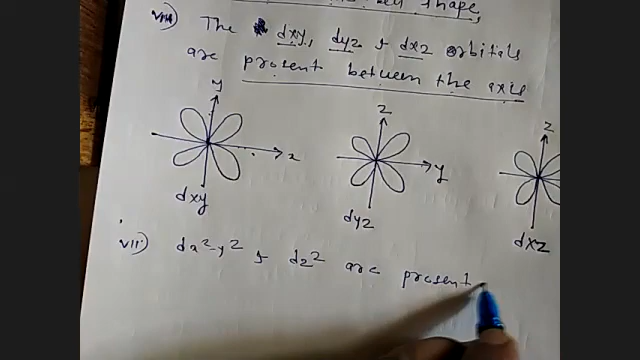 shape,
viii) The dxy, dyz & dxz orbitals
are present between the axis
y
x
dxy
z
y
dyz
z
dxz
vii) dx²-y² & dz² are present